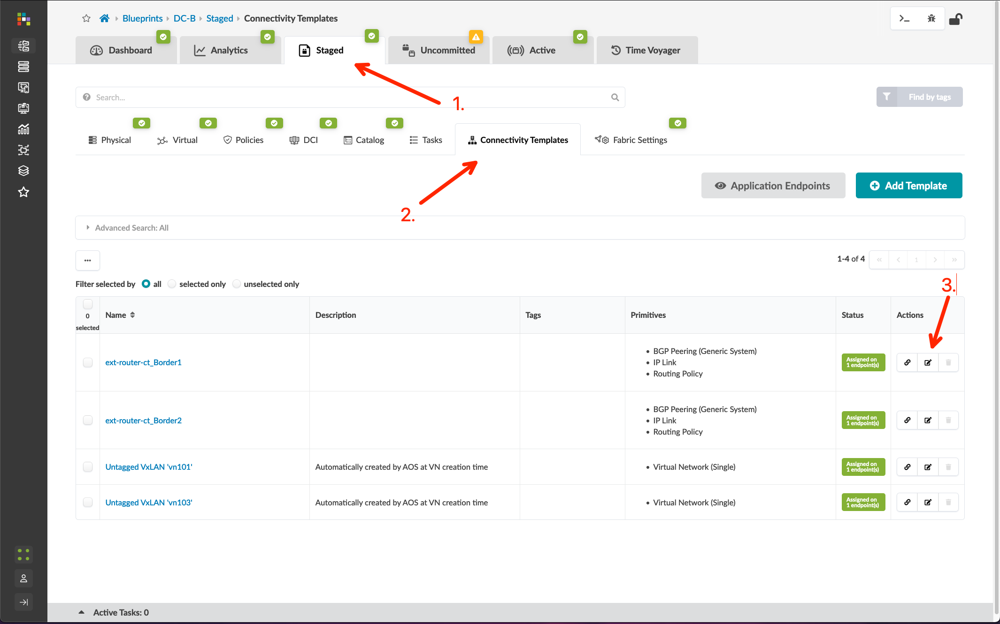 Blueprints DC-B Staged Connectivity Templates
Dashboard Analytics Staged Uncommitted Active Time Voyager
Search...
1.
Find by tags
Physical Virtual Policies DCI Catalog Tasks Connectivity Templates Fabric Settings
2.
Application Endpoints Add Template
Advanced Search: All
...
1-4 of 4 « < 1 > »
Filter selected by all selected only unselected only
3.
0
selected
Name Description Tags Primitives Status Actions
ext-router-ct_Border1
BGP Peering (Generic System)
IP Link
Routing Policy
Assigned on
1 endpoint(s)
ext-router-ct_Border2
BGP Peering (Generic System)
IP Link
Routing Policy
Assigned on
1 endpoint(s)
Untagged VxLAN 'vn101' Automatically created by AOS at VN creation time Virtual Network (Single)
Assigned on
1 endpoint(s)
Untagged VxLAN 'vn103' Automatically created by AOS at VN creation time Virtual Network (Single)
Assigned on
1 endpoint(s)
Active Tasks: 0